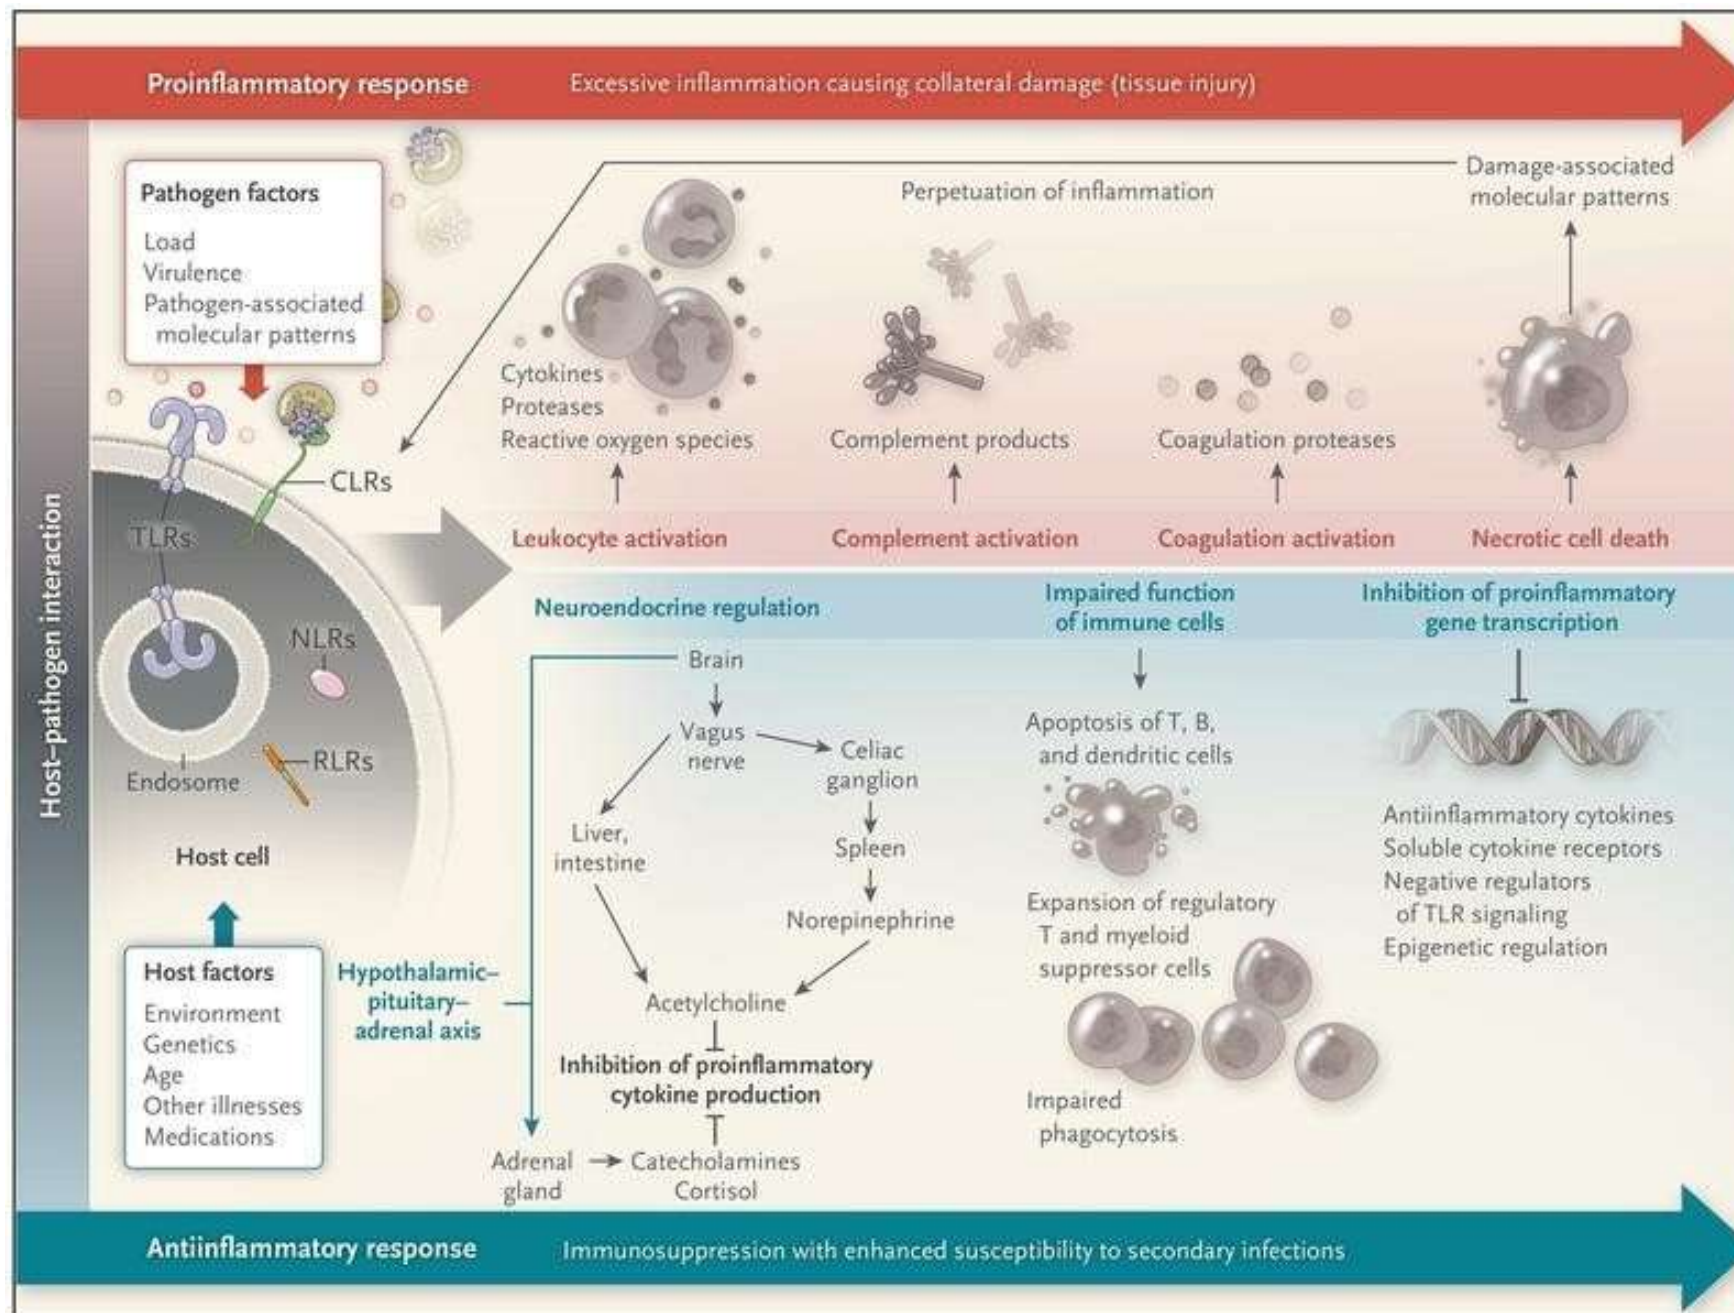 Proinflammatory response
Excessive inflammation causing collateral damage (tissue injury)
Host–pathogen interaction
Pathogen factors
Load
Virulence
Pathogen-associated
molecular patterns
CLRs
TLRs
NLRs
RLRs
Endosome
Host cell
Host factors
Environment
Genetics
Age
Other illnesses
Medications
Perpetuation of inflammation
Damage-associated
molecular patterns
Cytokines
Proteases
Reactive oxygen species
Complement products
Coagulation proteases
Leukocyte activation
Complement activation
Coagulation activation
Necrotic cell death
Neuroendocrine regulation
Brain
Vagus
nerve
Celiac
ganglion
Liver,
intestine
Spleen
Norepinephrine
Hypothalamic–
pituitary–
adrenal axis
Acetylcholine
Inhibition of proinflammatory
cytokine production
Adrenal
gland
Catecholamines
Cortisol
Impaired function
of immune cells
Apoptosis of T, B,
and dendritic cells
Expansion of regulatory
T and myeloid
suppressor cells
Impaired
phagocytosis
Inhibition of proinflammatory
gene transcription
Antiinflammatory cytokines
Soluble cytokine receptors
Negative regulators
of TLR signaling
Epigenetic regulation
Antiinflammatory response
Immunosuppression with enhanced susceptibility to secondary infections